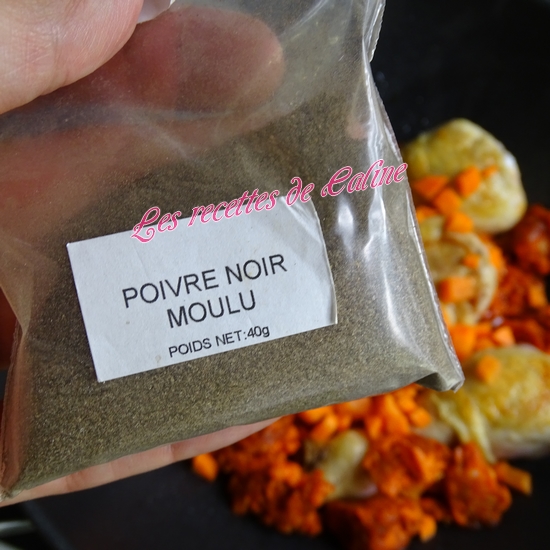 Les recettes de Caline
POIVRE NOIR
MOULU
POIDS NET:40g